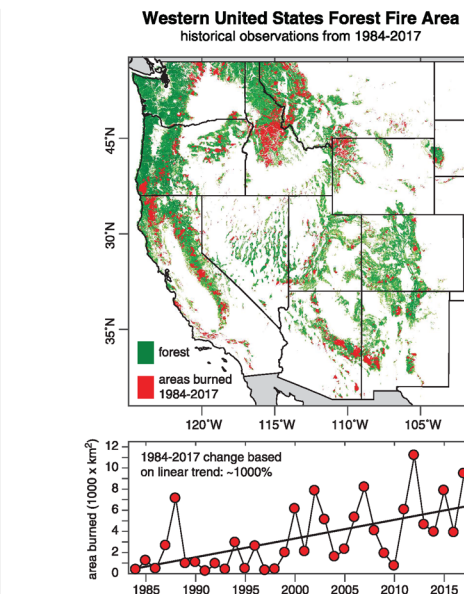 Western United States Forest Fire Area
historical observations from 1984-2017
45°N
30°N
35°N
forest
areas burned
1984-2017
120°W 115°W 110°W 105°W
area burned (1000 x km²)
12
10
8
6
4
2
0
1984-2017 change based
on linear trend: ~1000%
1985 1990 1995 2000 2005 2010 2015